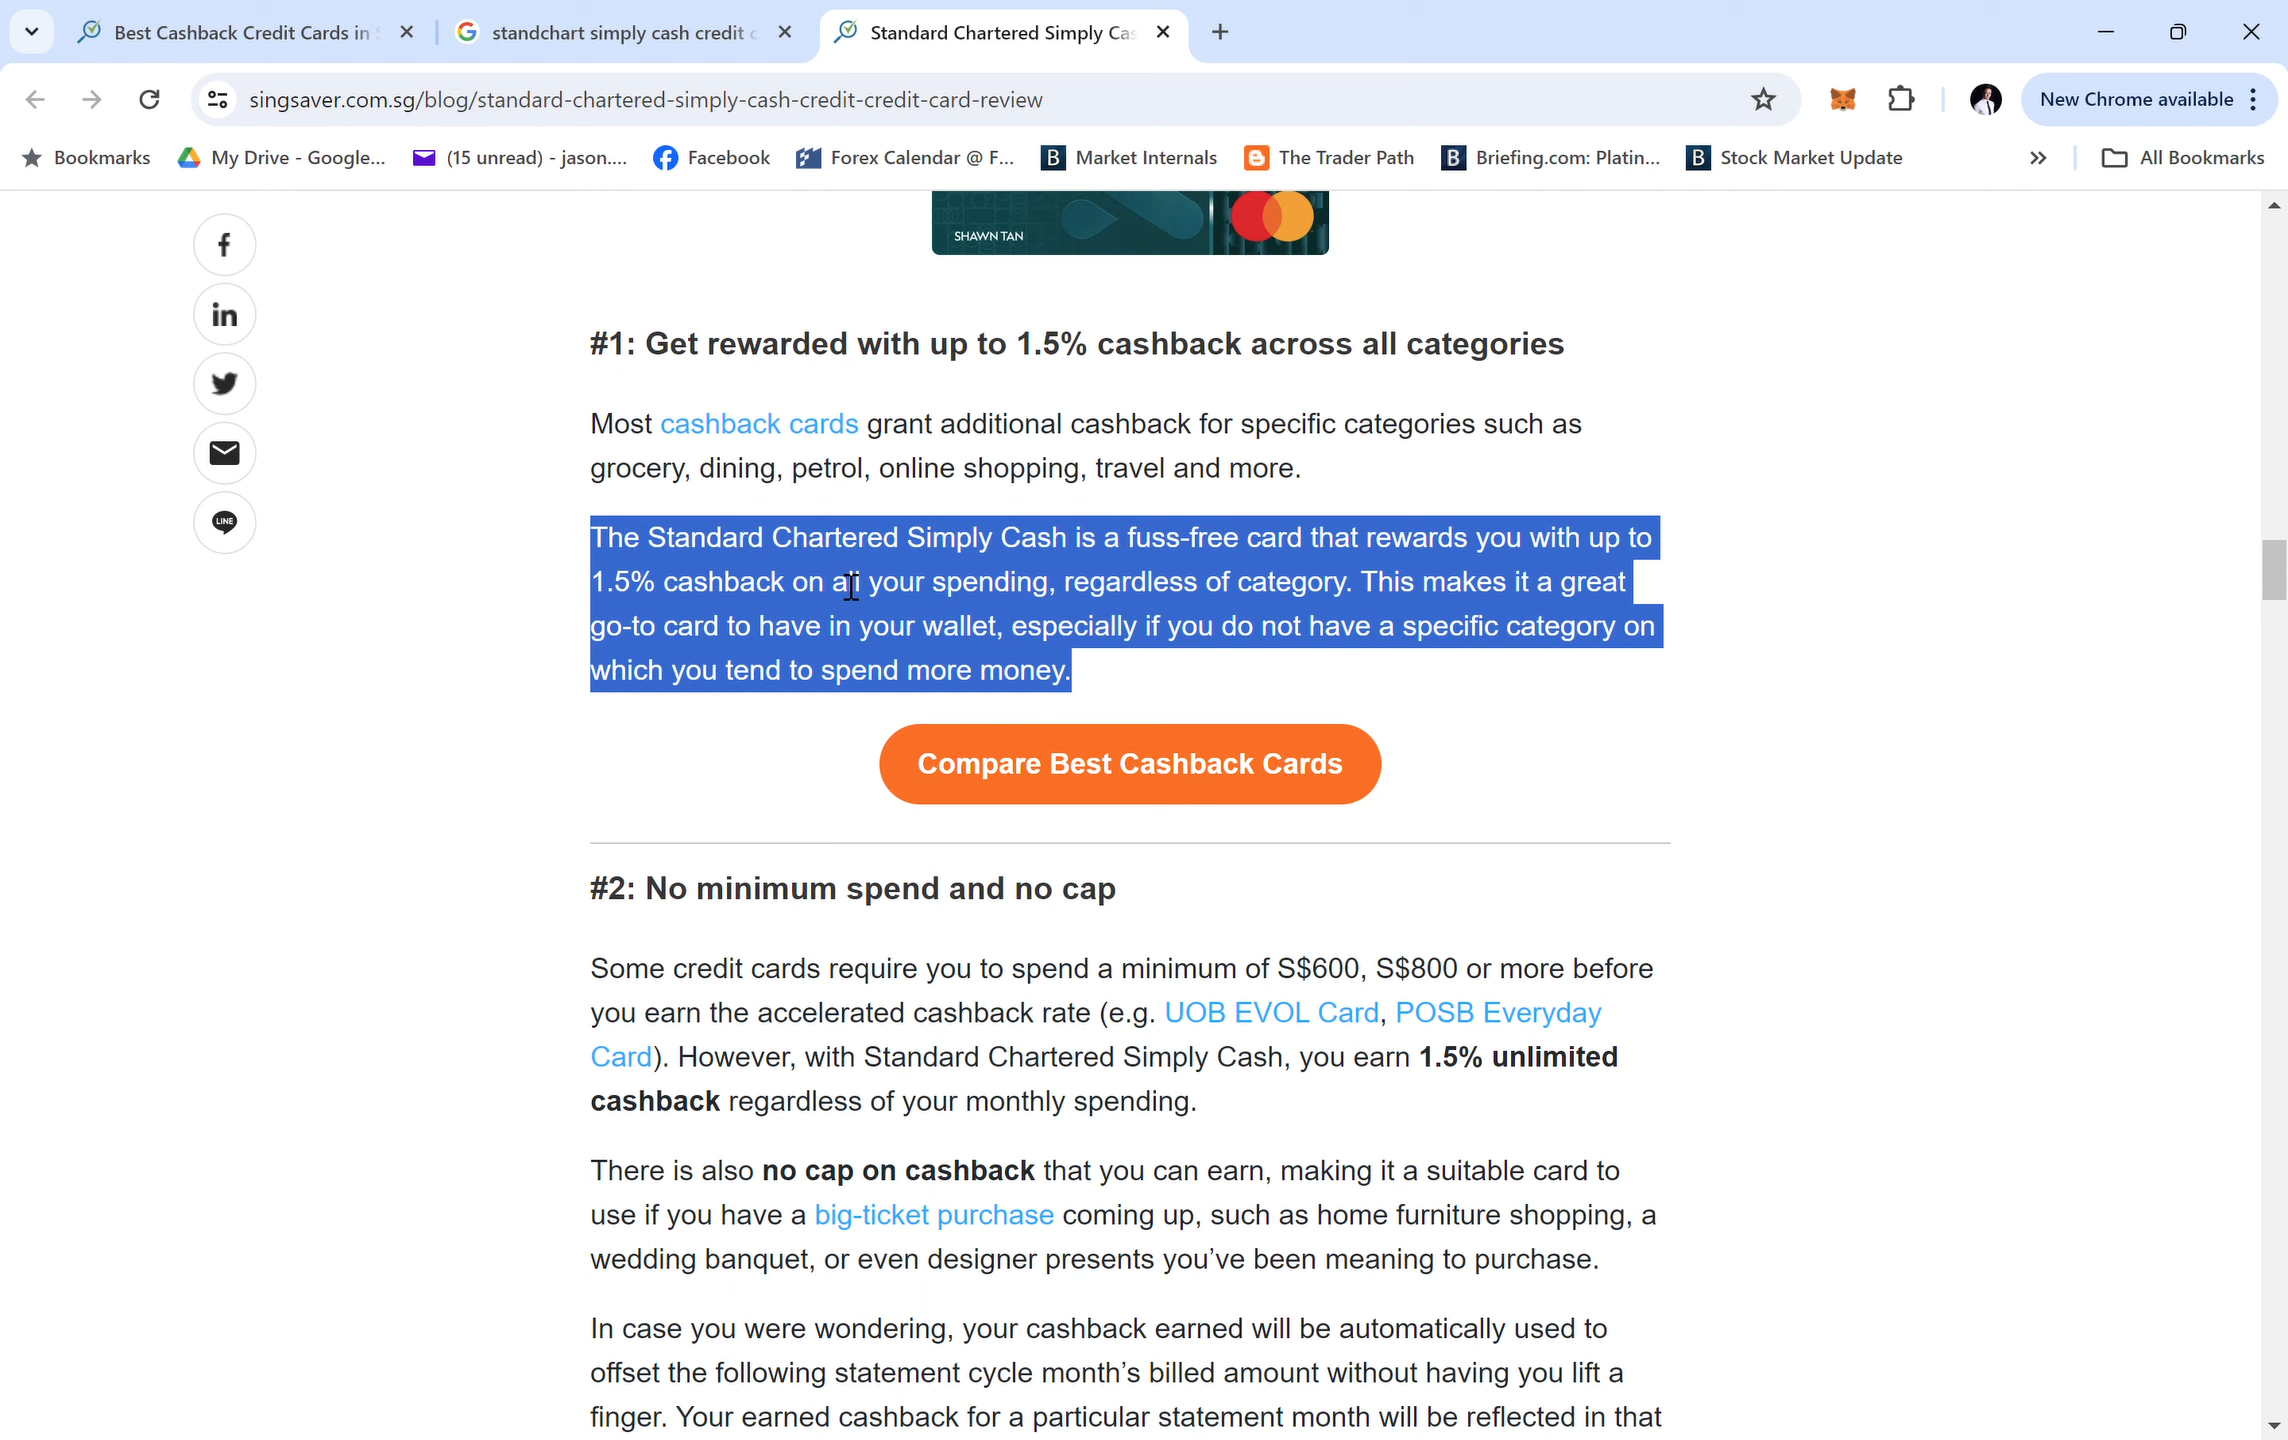 Best Cashback Credit Cards in
standchart simply cash credit c
Standard Chartered Simply Cas
singsaver.com.sg/blog/standard-chartered-simply-cash-credit-credit-card-review
New Chrome available
Bookmarks
My Drive - Google...
(15 unread) - jason....
Facebook
Forex Calendar @ F...
B
Market Internals
The Trader Path
B
Briefing.com: Platin...
B
Stock Market Update
All Bookmarks
f
in
LINE
SHAWN TAN
#1: Get rewarded with up to 1.5% cashback across all categories
Most cashback cards grant additional cashback for specific categories such as
grocery, dining, petrol, online shopping, travel and more.
The Standard Chartered Simply Cash is a fuss-free card that rewards you with up to
1.5% cashback on all your spending, regardless of category. This makes it a great
go-to card to have in your wallet, especially if you do not have a specific category on
which you tend to spend more money.
Compare Best Cashback Cards
#2: No minimum spend and no cap
Some credit cards require you to spend a minimum of S$600, S$800 or more before
you earn the accelerated cashback rate (e.g. UOB EVOL Card, POSB Everyday
Card). However, with Standard Chartered Simply Cash, you earn 1.5% unlimited
cashback regardless of your monthly spending.
There is also no cap on cashback that you can earn, making it a suitable card to
use if you have a big-ticket purchase coming up, such as home furniture shopping, a
wedding banquet, or even designer presents you’ve been meaning to purchase.
In case you were wondering, your cashback earned will be automatically used to
offset the following statement cycle month’s billed amount without having you lift a
finger. Your earned cashback for a particular statement month will be reflected in that